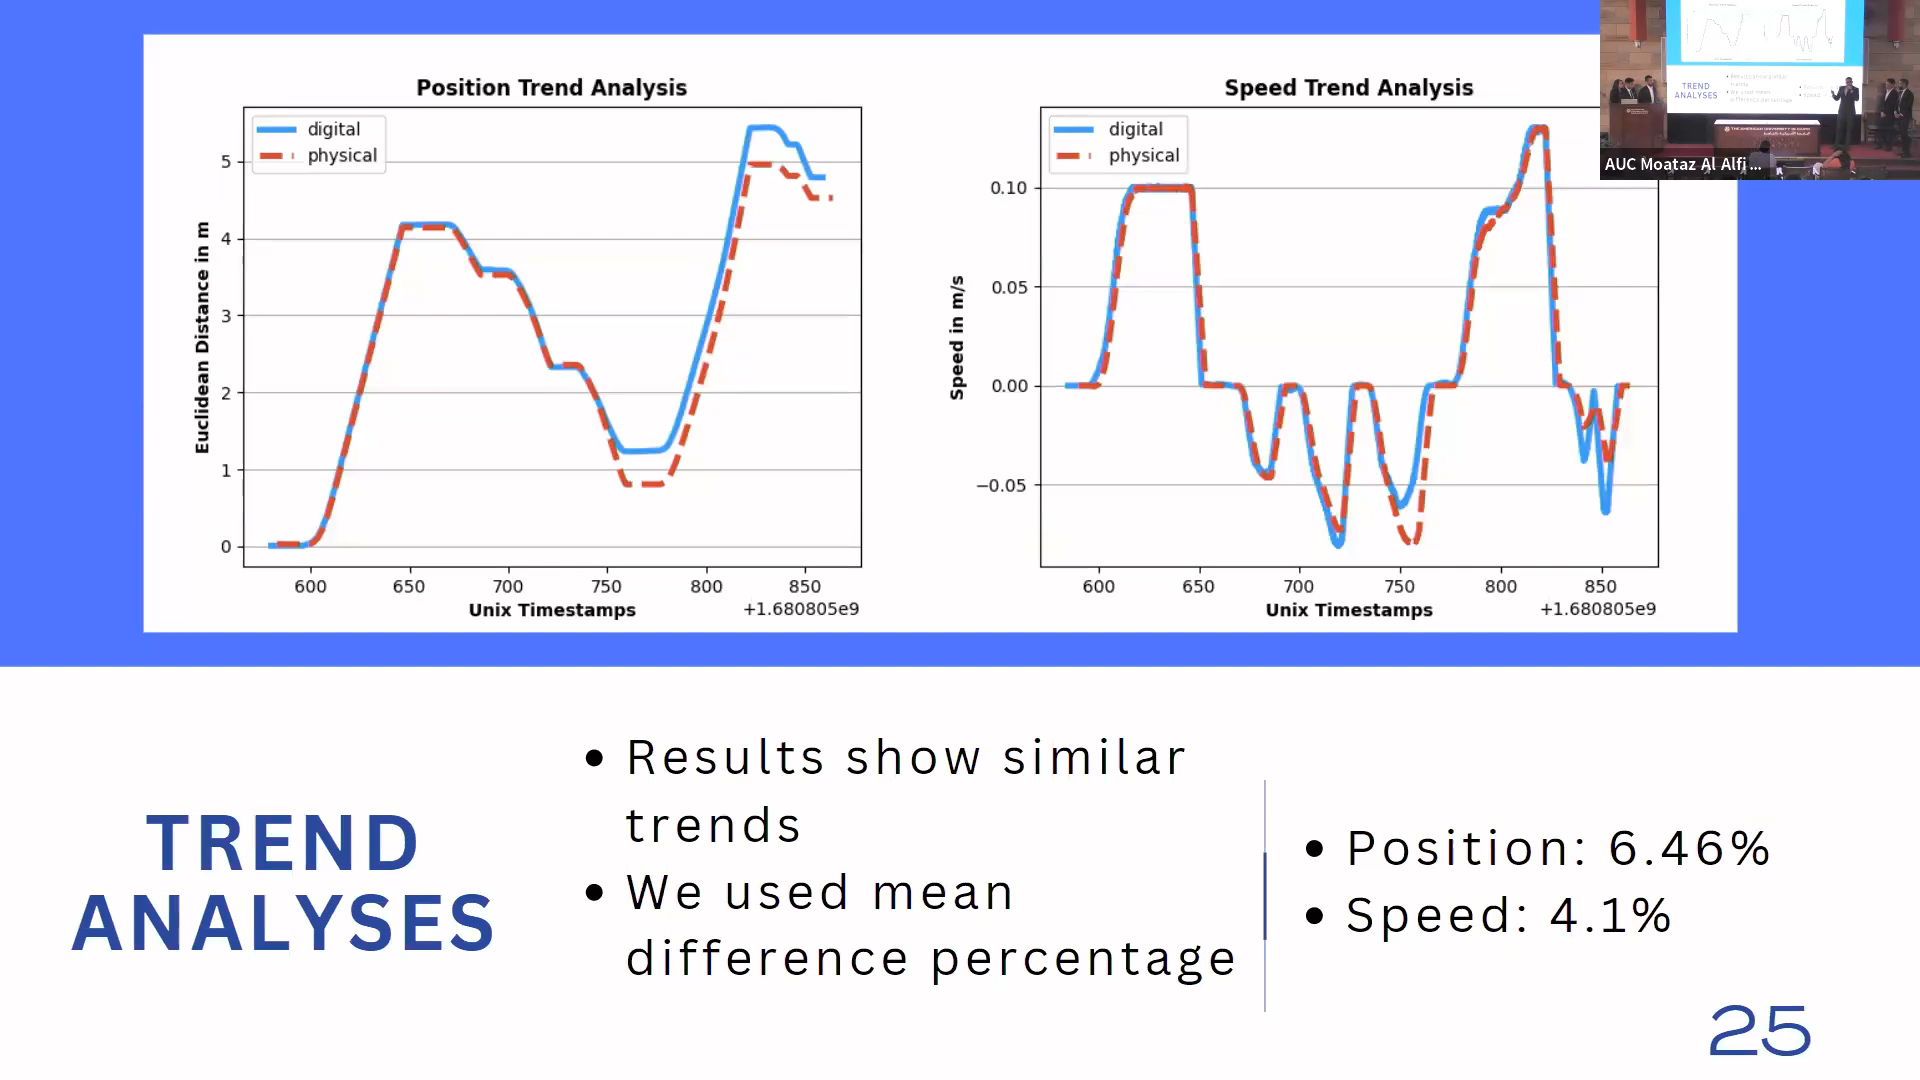 Position Trend Analysis
digital
physical
Euclidean Distance in m
5
4
3
2
1
0
600
650
700
750
800
850
Unix Timestamps
+1.680805e9
Speed Trend Analysis
digital
physical
Speed in m/s
0.10
0.05
0.00
−0.05
600
650
700
750
800
850
Unix Timestamps
+1.680805e9
TREND
ANALYSES
AUC Moataz Al Alfi ...
TREND
ANALYSES
• Results show similar
trends
• We used mean
difference percentage
• Position: 6.46%
• Speed: 4.1%
25